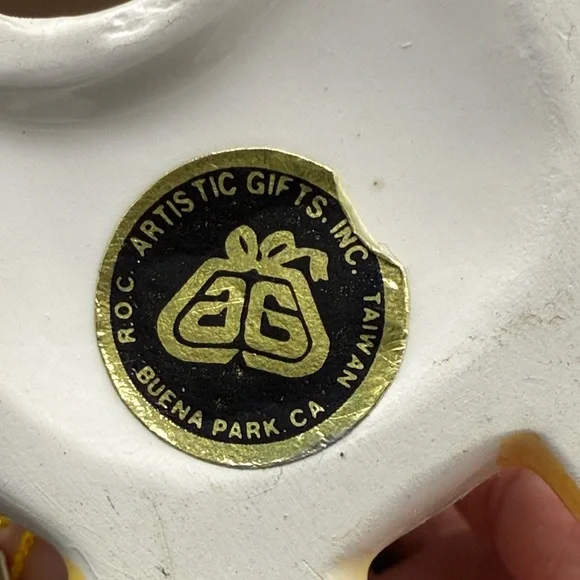 ARTISTIC GIFTS, INC.
R.O.C. TAIWAN
aG
BUENA PARK. CA